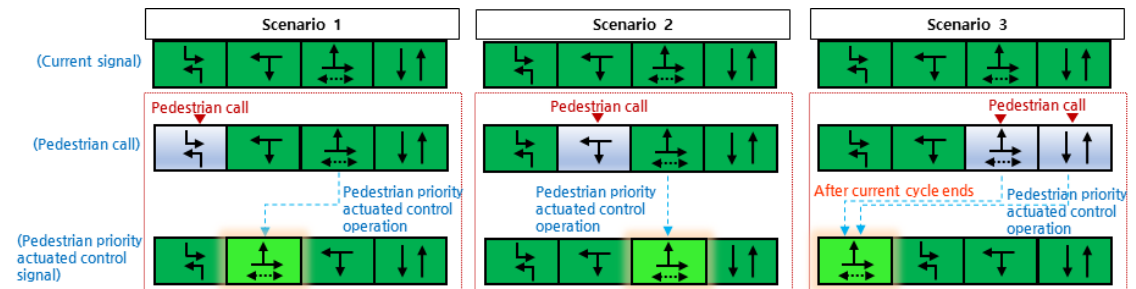 Scenario 1
Scenario 2
Scenario 3
(Current signal)
Pedestrian call
Pedestrian call
Pedestrian call
(Pedestrian call)
Pedestrian priority
actuated control
operation
Pedestrian priority
actuated control
operation
After current cycle ends
Pedestrian priority
actuated control
operation
(Pedestrian priority
actuated control
signal)